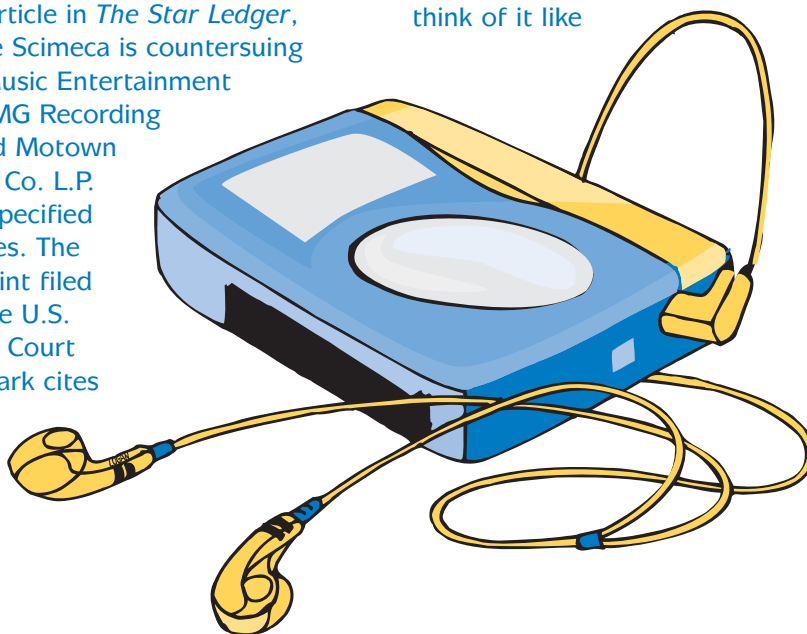 rticle in The Star Ledger,
e Scimeca is countersuing
usic Entertainment
MG Recording
d Motown
Co. L.P.
pecified
es. The
int filed
e U.S.
Court
ark cites
think of it like